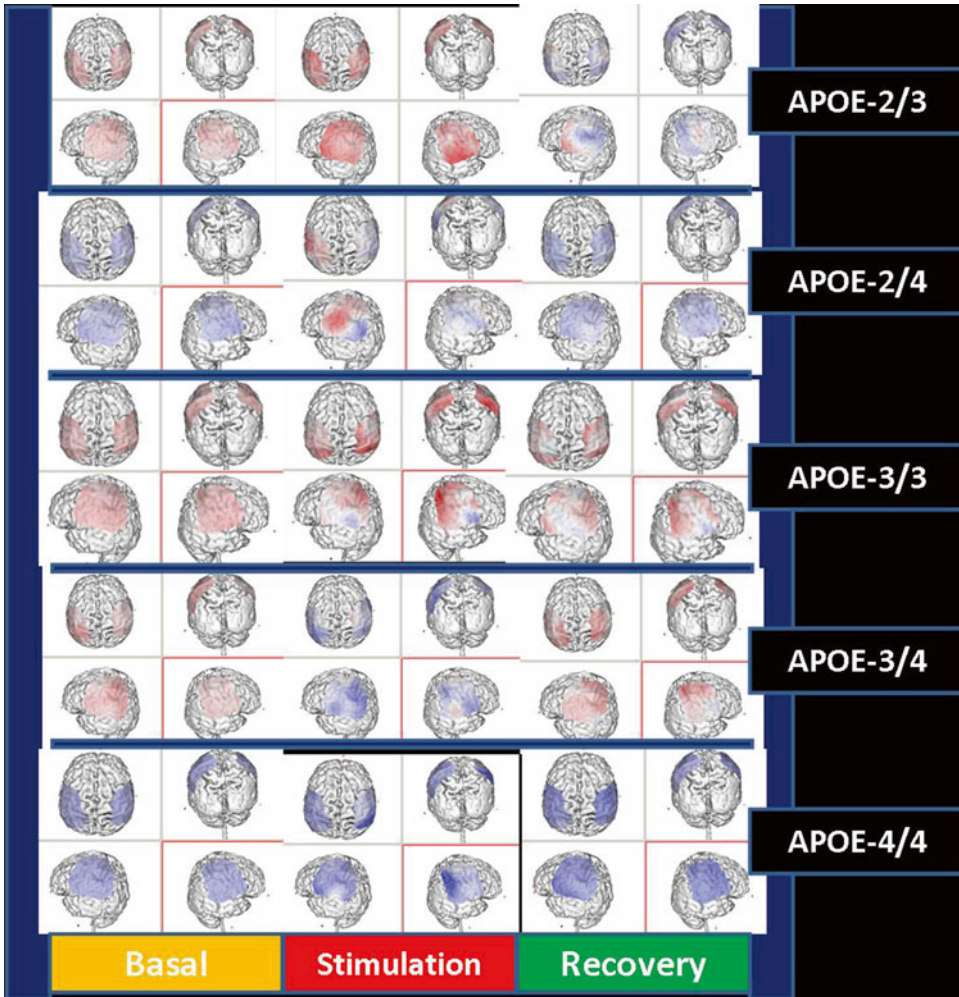 APOE-2/3
APOE-2/4
APOE-3/3
APOE-3/4
APOE-4/4
Basal
Stimulation
Recovery